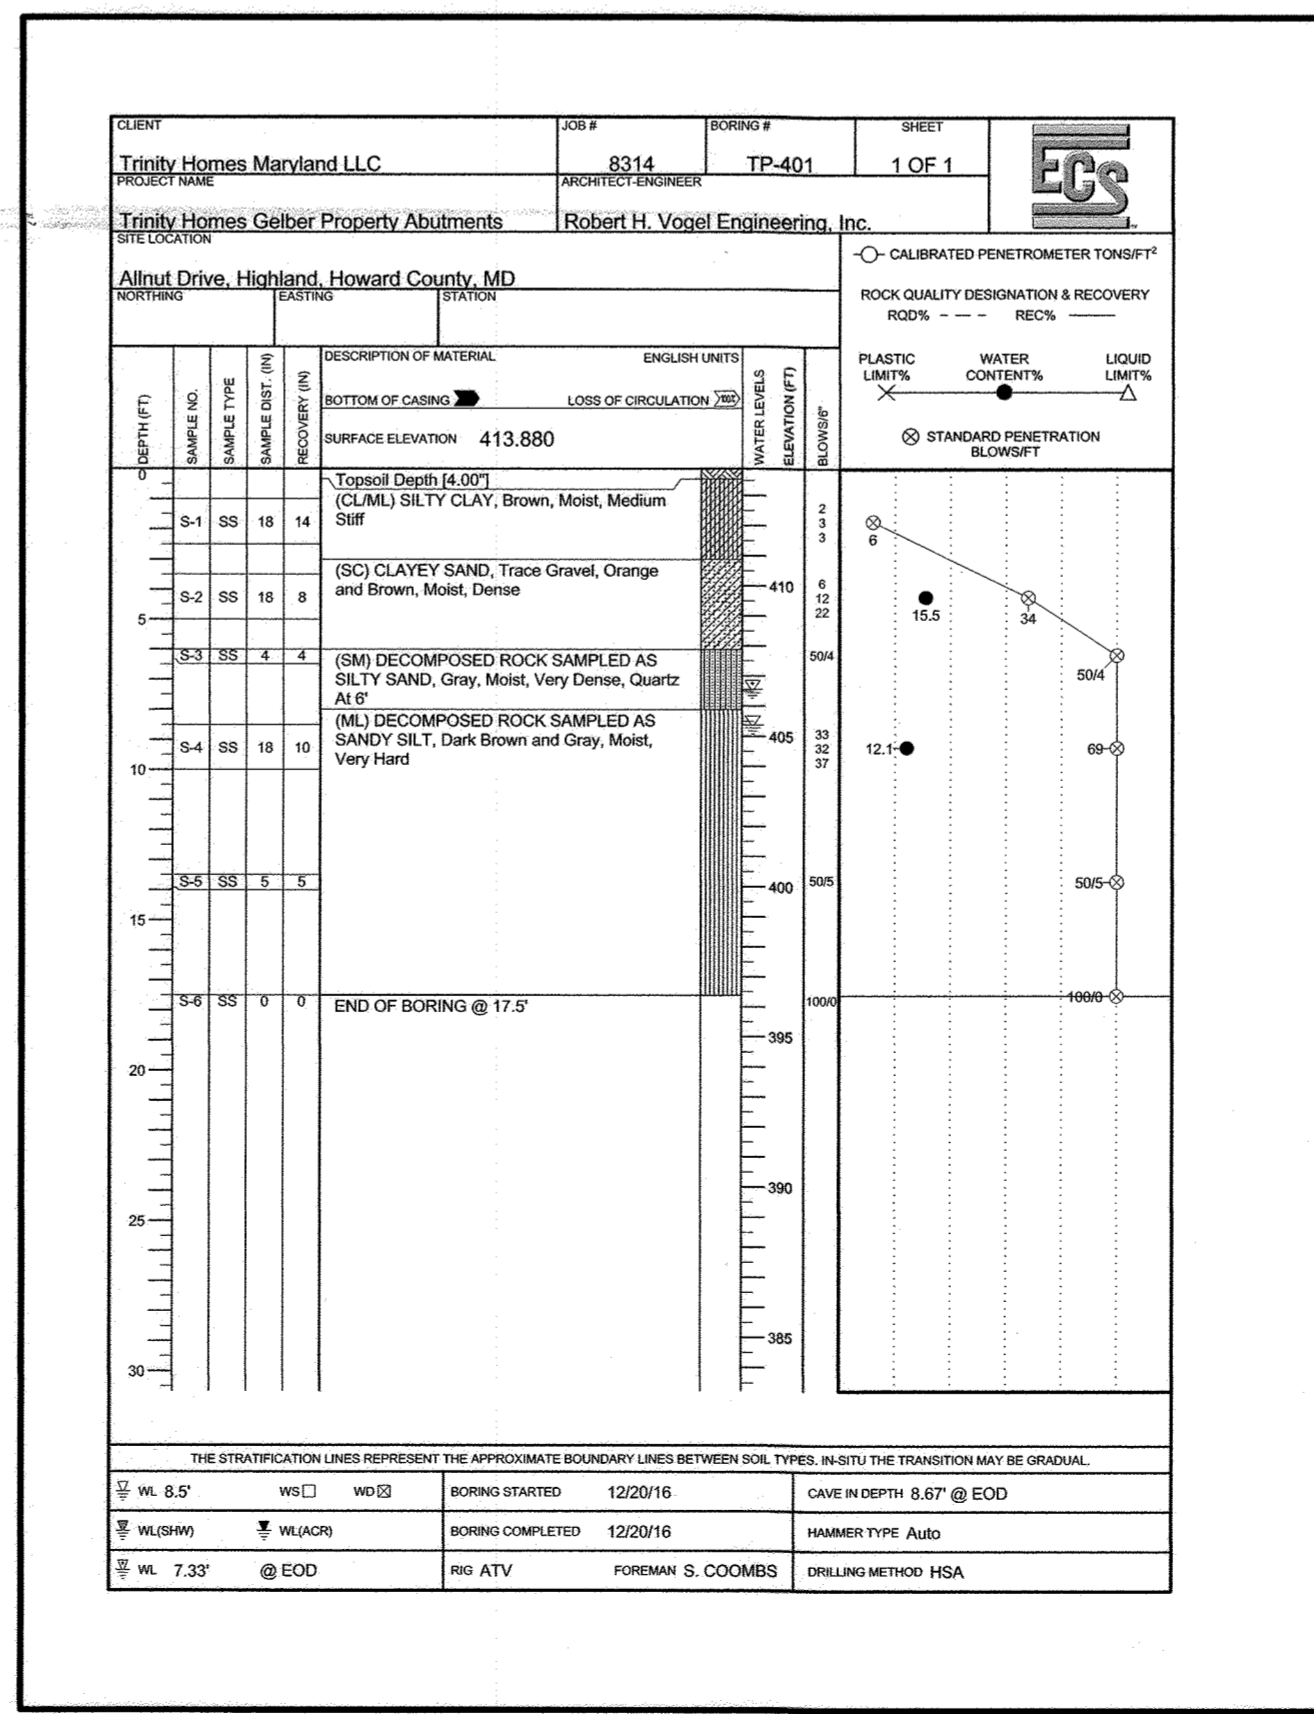 CLIENT
Trinity Homes Maryland LLC
JOB #
8314
BORING #
TP-401
SHEET
1 OF 1
ECS
PROJECT NAME
Trinity Homes Gelber Property Abutments
ARCHITECT-ENGINEER
Robert H. Vogel Engineering, Inc.
SITE LOCATION
Allnut Drive, Highland, Howard County, MD
NORTHING
EASTING
STATION
CALIBRATED PENETROMETER TONS/FT²
ROCK QUALITY DESIGNATION & RECOVERY
RQD% - — - REC% ———
PLASTIC LIMIT%
WATER CONTENT%
LIQUID LIMIT%
STANDARD PENETRATION
BLOWS/FT
DEPTH (FT)
SAMPLE NO.
SAMPLE TYPE
SAMPLE DIST. (IN)
RECOVERY (IN)
DESCRIPTION OF MATERIAL
ENGLISH UNITS
BOTTOM OF CASING
LOSS OF CIRCULATION
SURFACE ELEVATION 413.880
WATER LEVELS
ELEVATION (FT)
BLOWS/6"
0
Topsoil Depth [4.00"]
(CL/ML) SILTY CLAY, Brown, Moist, Medium
Stiff
S-1 SS 18 14
2
3
3
6
(SC) CLAYEY SAND, Trace Gravel, Orange
and Brown, Moist, Dense
S-2 SS 18 8
410
6
12
22
15.5
34
5
S-3 SS 4 4
(SM) DECOMPOSED ROCK SAMPLED AS
SILTY SAND, Gray, Moist, Very Dense, Quartz
At 6'
50/4
50/4
(ML) DECOMPOSED ROCK SAMPLED AS
SANDY SILT, Dark Brown and Gray, Moist,
Very Hard
S-4 SS 18 10
405
33
32
37
12.1
69
10
S-5 SS 5 5
400
50/5
50/5
15
S-6 SS 0 0
END OF BORING @ 17.5'
100/0
100/0
395
20
390
25
385
30
THE STRATIFICATION LINES REPRESENT THE APPROXIMATE BOUNDARY LINES BETWEEN SOIL TYPES. IN-SITU THE TRANSITION MAY BE GRADUAL.
WL 8.5' WS☐ WD☒
BORING STARTED 12/20/16
CAVE IN DEPTH 8.67' @ EOD
WL(SHW) WL(ACR)
BORING COMPLETED 12/20/16
HAMMER TYPE Auto
WL 7.33' @ EOD
RIG ATV FOREMAN S. COOMBS
DRILLING METHOD HSA